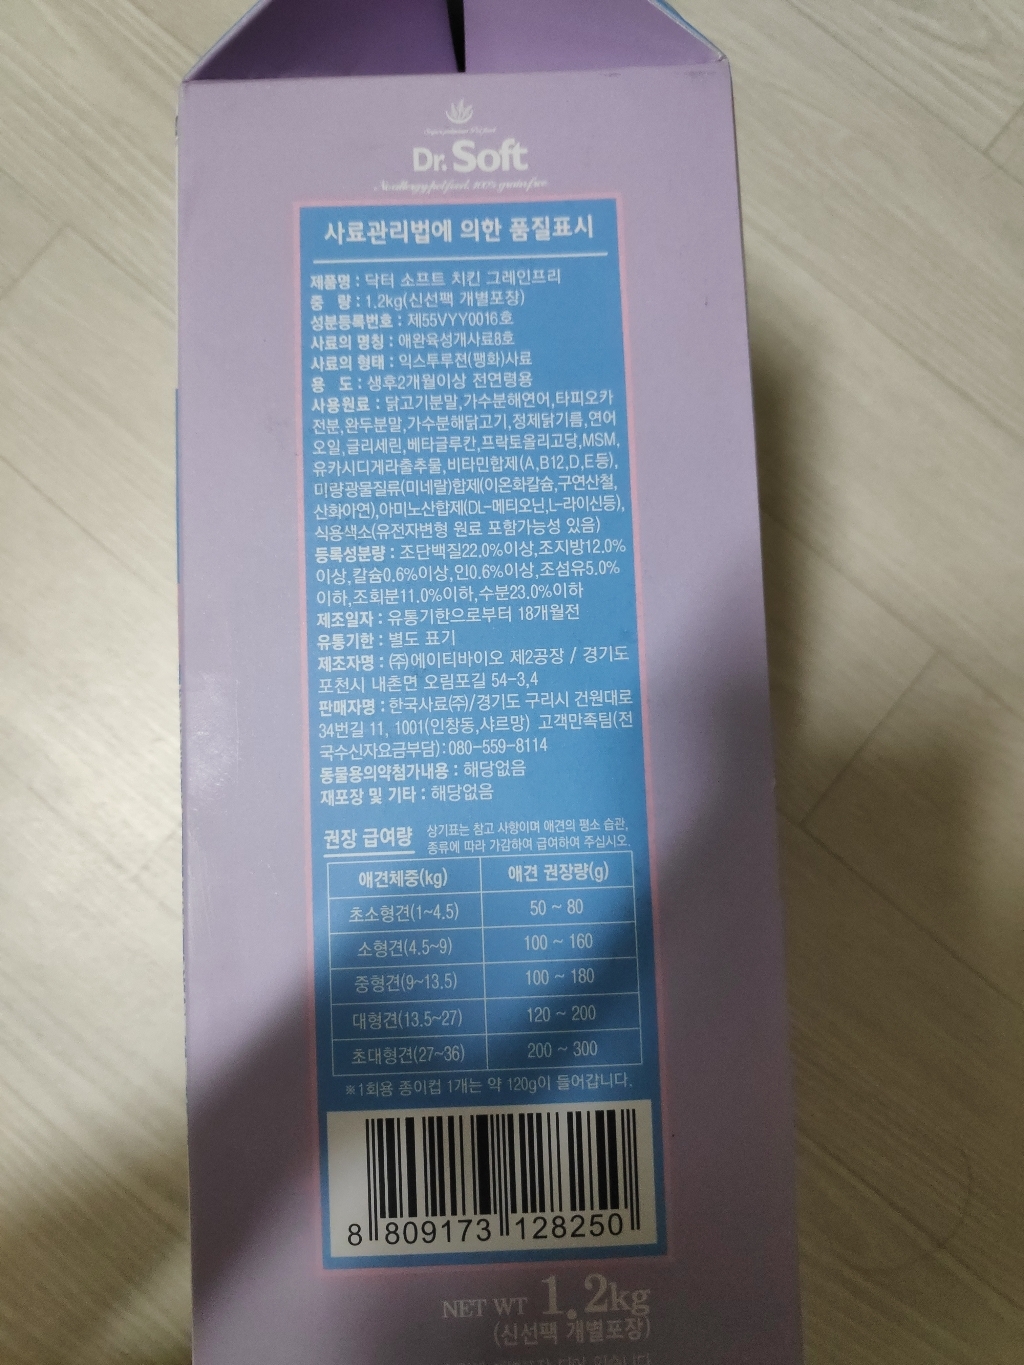 Dr. Soft
No allergy pet food, 100% grain free
사료관리법에 의한 품질표시
제품명 : 닥터 소프트 치킨 그레인프리
중 량 : 1.2kg(신선팩 개별포장)
성분등록번호 : 제55VYY0016호
사료의 명칭 : 애완육성개사료8호
사료의 형태 : 익스투루젼(팽화)사료
용 도 : 생후2개월이상 전연령용
사용원료 : 닭고기분말,가수분해연어,타피오카
전분,완두분말,가수분해닭고기,정제닭기름,연어
오일,글리세린,베타글루칸,프락토올리고당,MSM,
유카시디게라출추물,비타민합제(A,B12,D,E등),
미량광물질류(미네랄)합제(이온화칼슘,구연산철,
산화아연),아미노산합제(DL-메티오닌,L-라이신등),
식용색소(유전자변형 원료 포함가능성 있음)
등록성분량 : 조단백질22.0%이상,조지방12.0%
이상,칼슘0.6%이상,인0.6%이상,조섬유5.0%
이하,조회분11.0%이하,수분23.0%이하
제조일자 : 유통기한으로부터 18개월전
유통기한 : 별도 표기
제조자명 : ㈜에이티바이오 제2공장 / 경기도
포천시 내촌면 오림포길 54-3,4
판매자명 : 한국사료㈜/경기도 구리시 건원대로
34번길 11, 1001(인창동,샤르망) 고객만족팀(전
국수신자요금부담) : 080-559-8114
동물용의약첨가내용 : 해당없음
재포장 및 기타 : 해당없음
권장 급여량 상기표는 참고 사항이며 애견의 평소 습관,
종류에 따라 가감하여 급여하여 주십시오.
애견체중(kg) 애견 권장량(g)
초소형견(1~4.5) 50 ~ 80
소형견(4.5~9) 100 ~ 160
중형견(9~13.5) 100 ~ 180
대형견(13.5~27) 120 ~ 200
초대형견(27~36) 200 ~ 300
※1회용 종이컵 1개는 약 120g이 들어갑니다.
8 809173 128250
NET WT 1.2kg
(신선팩 개별포장)